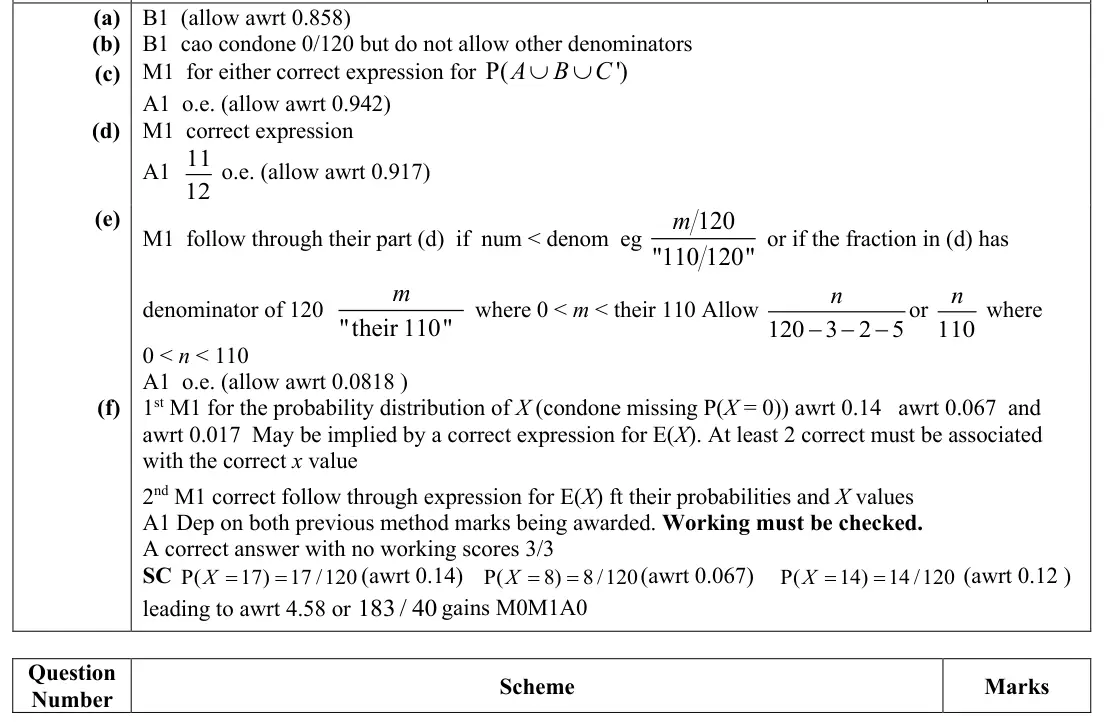 (a) B1 (allow awrt 0.858)
(b) B1 cao condone 0/120 but do not allow other denominators
(c) M1 for either correct expression for P(A∪B∪C')
A1 o.e. (allow awrt 0.942)
(d) M1 correct expression
A1 11/12 o.e. (allow awrt 0.917)
(e) M1 follow through their part (d) if num < denom eg (m/120)/("110/120") or if the fraction in (d) has
denominator of 120 m/("their 110") where 0 < m < their 110 Allow n/(120−3−2−5) or n/110 where
0 < n < 110
A1 o.e. (allow awrt 0.0818 )
(f) 1st M1 for the probability distribution of X (condone missing P(X = 0)) awrt 0.14 awrt 0.067 and
awrt 0.017 May be implied by a correct expression for E(X). At least 2 correct must be associated
with the correct x value
2nd M1 correct follow through expression for E(X) ft their probabilities and X values
A1 Dep on both previous method marks being awarded. Working must be checked.
A correct answer with no working scores 3/3
SC P(X = 17) = 17/120 (awrt 0.14) P(X = 8) = 8/120 (awrt 0.067) P(X = 14) = 14/120 (awrt 0.12 )
leading to awrt 4.58 or 183/40 gains M0M1A0
Question Number Scheme Marks